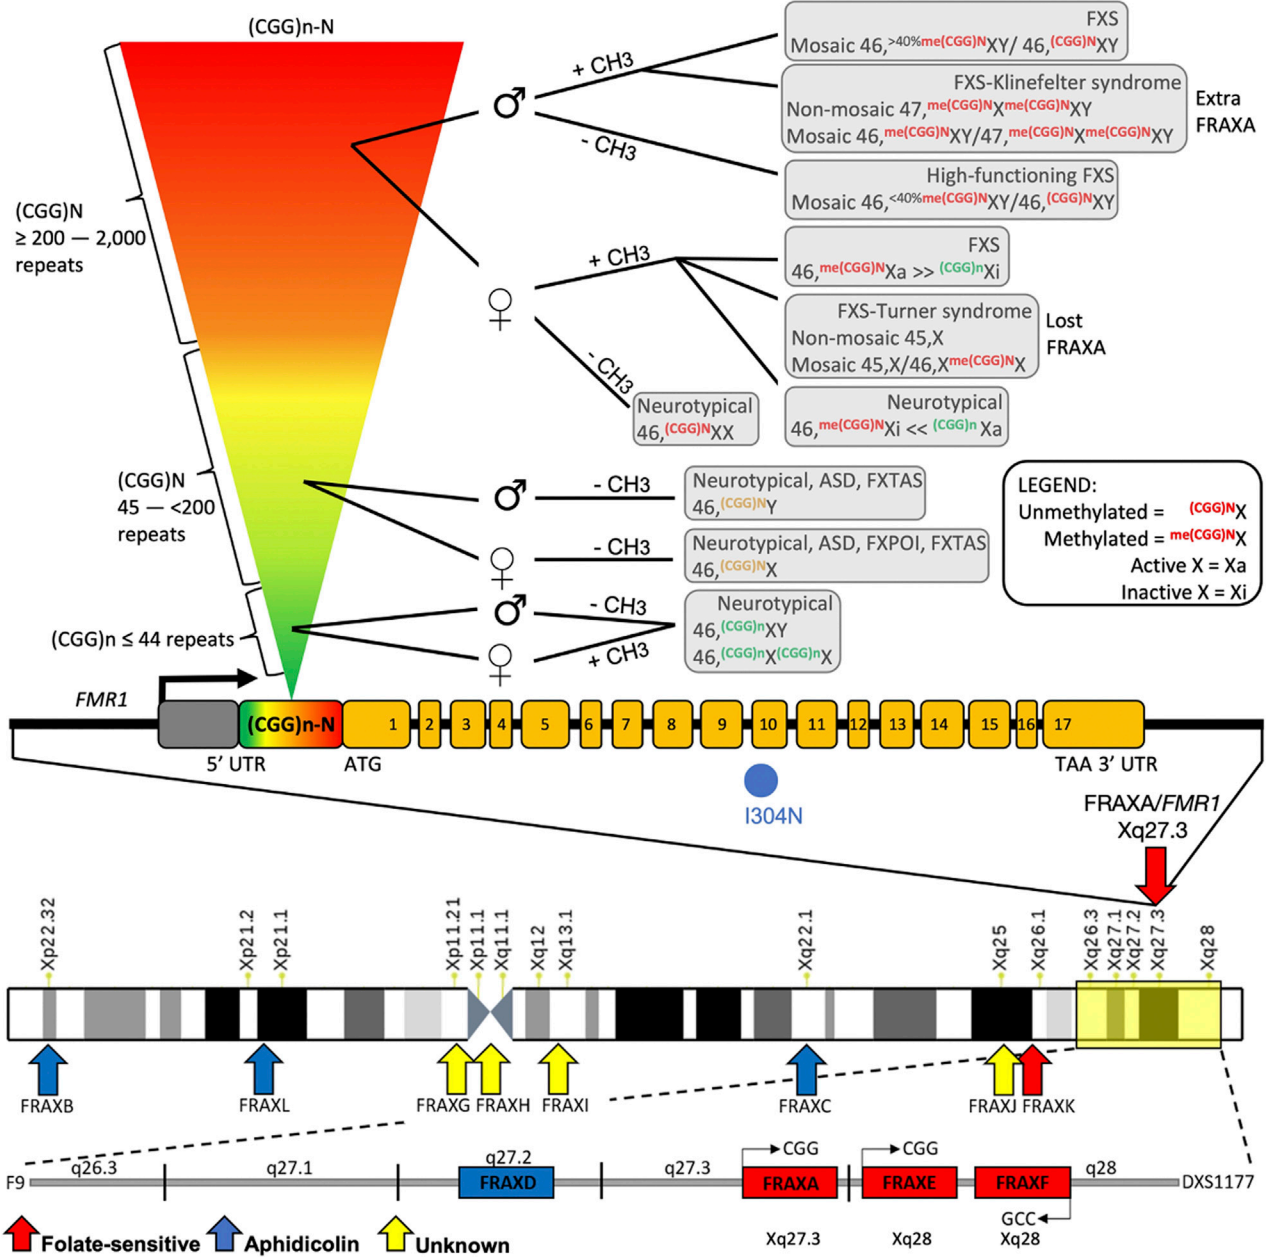 (CGG)n-N
FXS
Mosaic 46,>40%me(CGG)NXY/ 46,(CGG)NXY
+ CH3
♂
- CH3
FXS-Klinefelter syndrome
Non-mosaic 47,me(CGG)NXme(CGG)NXY
Mosaic 46,me(CGG)NXY/47,me(CGG)NXme(CGG)NXY
Extra
FRAXA
High-functioning FXS
Mosaic 46,<40%me(CGG)NXY/46,(CGG)NXY
(CGG)N
≥ 200 — 2,000
repeats
+ CH3
♀
- CH3
FXS
46,me(CGG)NXa >> (CGG)nXi
FXS-Turner syndrome
Non-mosaic 45,X
Mosaic 45,X/46,Xme(CGG)NX
Lost
FRAXA
Neurotypical
46,(CGG)NXX
Neurotypical
46,me(CGG)NXi << (CGG)n Xa
(CGG)N
45 — <200
repeats
♂
- CH3
Neurotypical, ASD, FXTAS
46,(CGG)NY
♀
- CH3
Neurotypical, ASD, FXPOI, FXTAS
46,(CGG)NX
LEGEND:
Unmethylated = (CGG)NX
Methylated = me(CGG)NX
Active X = Xa
Inactive X = Xi
(CGG)n ≤ 44 repeats
♂
- CH3
♀
+ CH3
Neurotypical
46,(CGG)nXY
46,(CGG)nX(CGG)nX
FMR1
(CGG)n-N 1 2 3 4 5 6 7 8 9 10 11 12 13 14 15 16 17
5’ UTR ATG TAA 3’ UTR
I304N
FRAXA/FMR1
Xq27.3
Xp22.32 Xp21.2 Xp21.1 Xp11.21 Xp11.1 Xq11.1 Xq12 Xq13.1 Xq22.1 Xq25 Xq26.1 Xq26.3 Xq27.1 Xq27.2 Xq27.3 Xq28
FRAXB FRAXL FRAXG FRAXH FRAXI FRAXC FRAXJ FRAXK
CGG CGG
q26.3 q27.1 q27.2 q27.3 q28
F9 FRAXD FRAXA FRAXE FRAXF DXS1177
GCC
Xq27.3 Xq28 Xq28
Folate-sensitive Aphidicolin Unknown